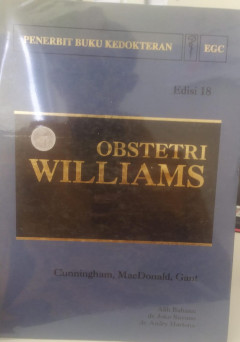 PENERBIT BUKU KEDOKTERAN
EGC
Edisi 18
OBSTETRI
WILLIAMS
Cunningham, MacDonald, Gant